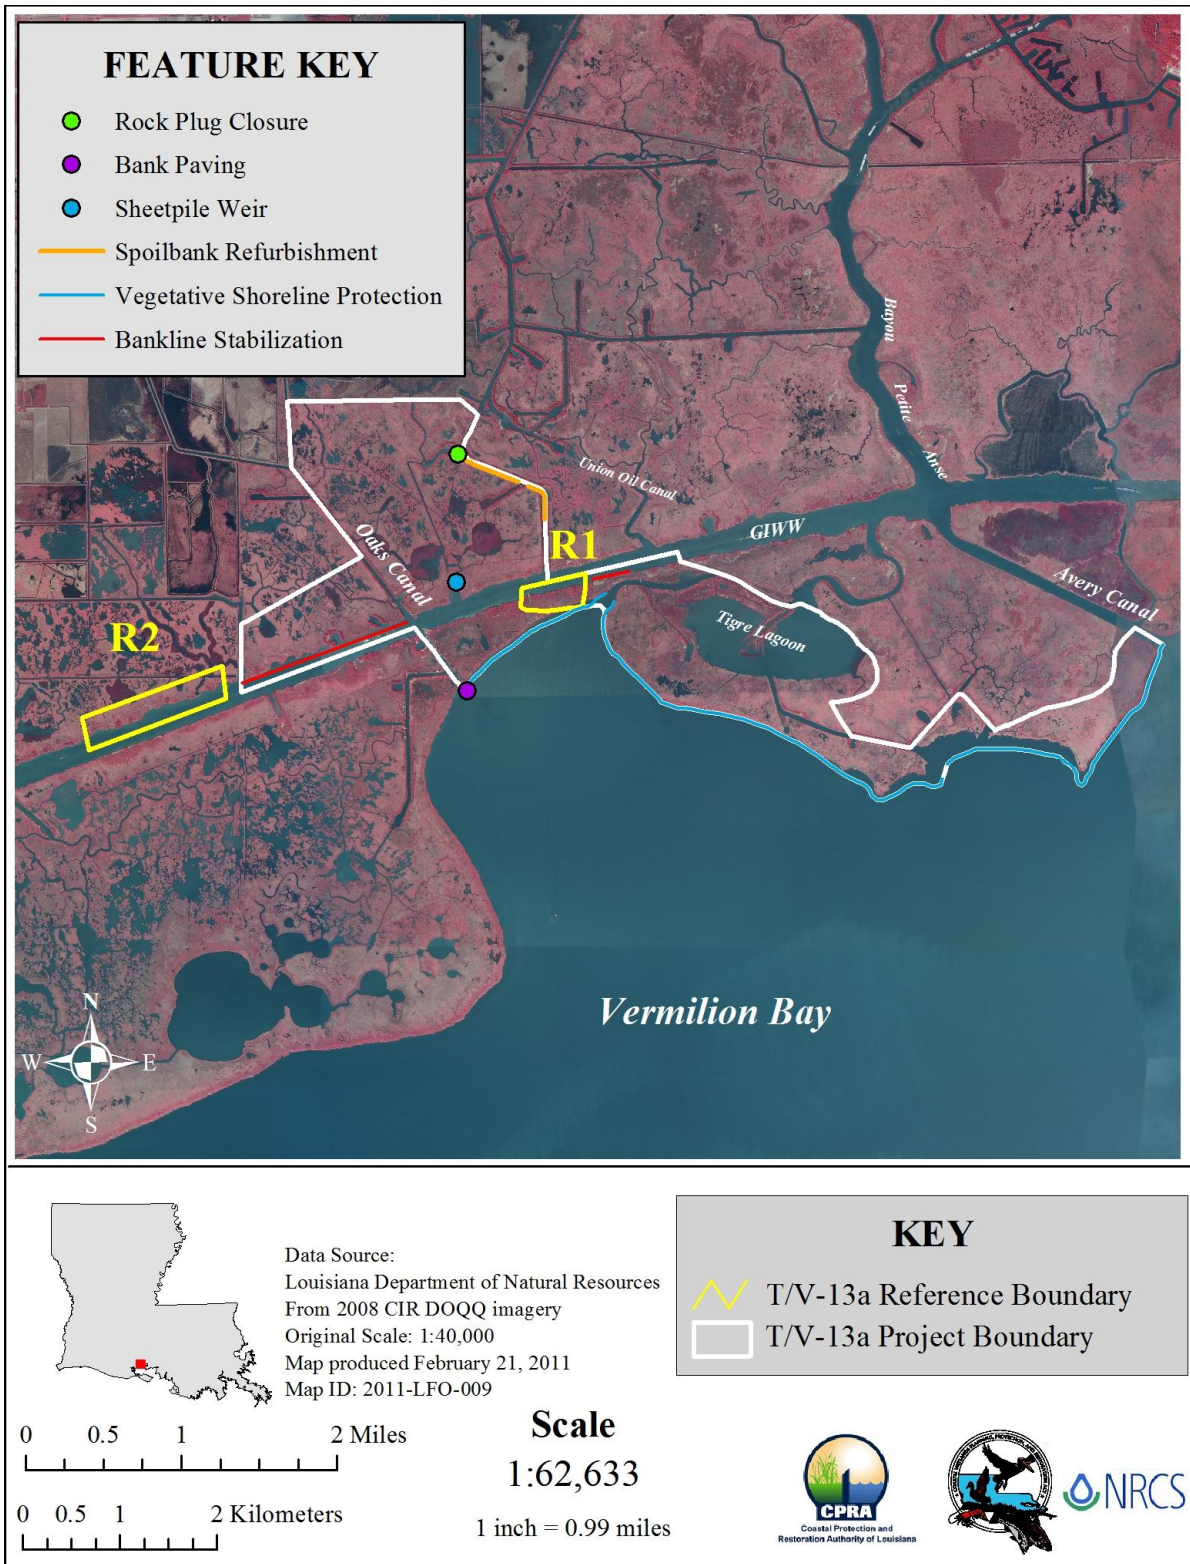 FEATURE KEY
Rock Plug Closure
Bank Paving
Sheetpile Weir
Spoilbank Refurbishment
Vegetative Shoreline Protection
Bankline Stabilization
Bayou
Petite
Anse
Union Oil Canal
GIWW
Oaks Canal
R1
Avery Canal
Tigre Lagoon
R2
Vermilion Bay
N
W E
S
Data Source:
Louisiana Department of Natural Resources
From 2008 CIR DOQQ imagery
Original Scale: 1:40,000
Map produced February 21, 2011
Map ID: 2011-LFO-009
KEY
T/V-13a Reference Boundary
T/V-13a Project Boundary
0 0.5 1 2 Miles
0 0.5 1 2 Kilometers
Scale
1:62,633
1 inch = 0.99 miles
CPRA
Coastal Protection and
Restoration Authority of Louisiana
NRCS